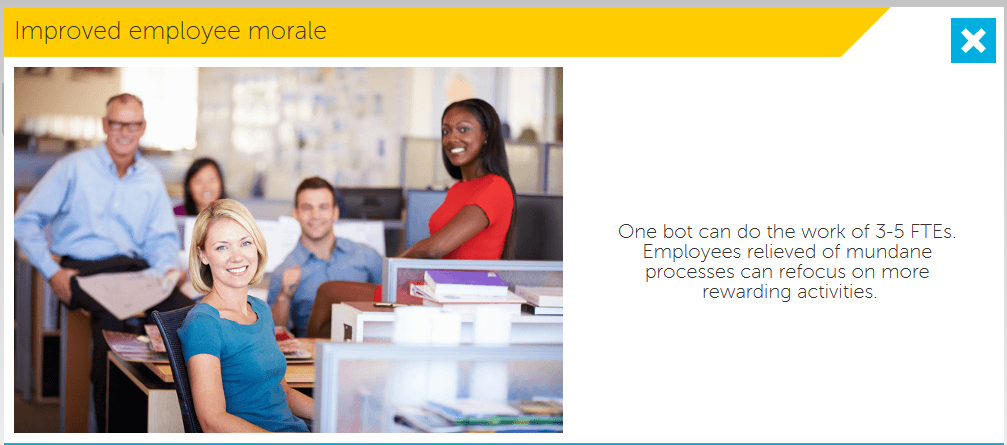 Improved employee morale
One bot can do the work of 3-5 FTEs.
Employees relieved of mundane
processes can refocus on more
rewarding activities.